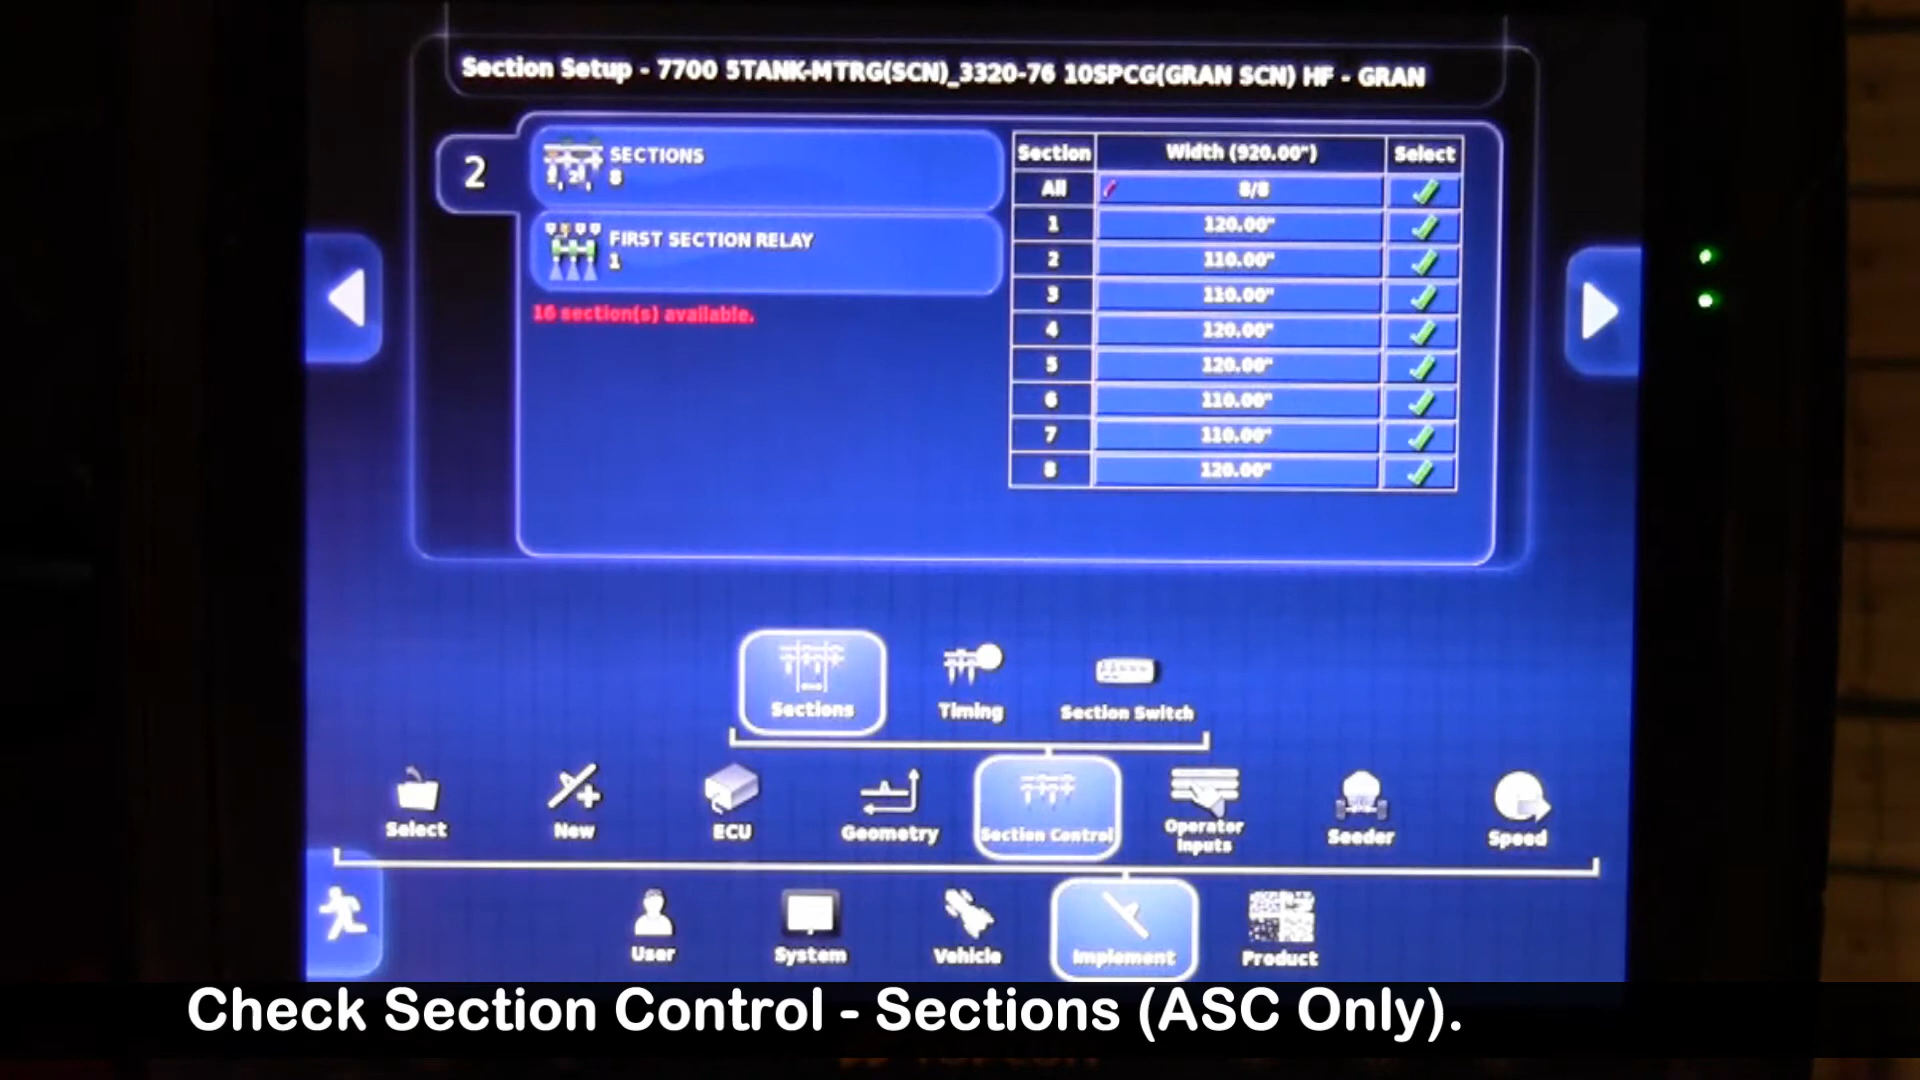 Section Setup - 7700 5TANK-MTRG(SCN)_3320-76 10SPCG(GRAN SCN) HF - GRAN
2
SECTIONS
8
FIRST SECTION RELAY
1
16 section(s) available.
Section Width (920.00") Select
All 8/8
1 120.00"
2 110.00"
3 110.00"
4 120.00"
5 120.00"
6 110.00"
7 110.00"
8 120.00"
Sections Timing Section Switch
Select New ECU Geometry Section Control Operator Inputs Seeder Speed
User System Vehicle Implement Product
Check Section Control - Sections (ASC Only).